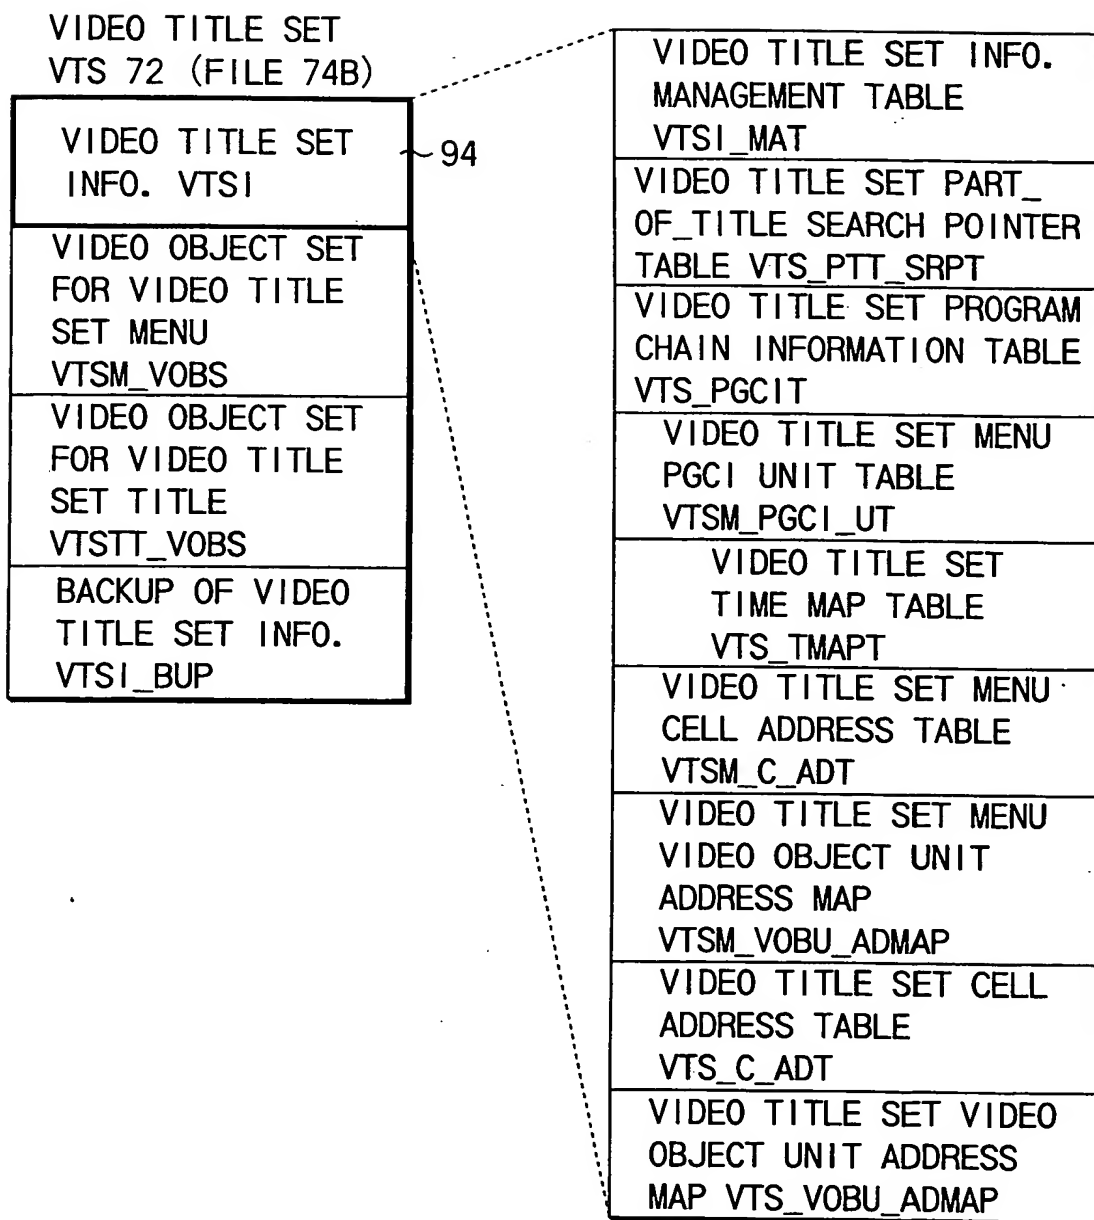 VIDEO TITLE SET
VTS 72 (FILE 74B)
VIDEO TITLE SET
INFO. VTSI
94
VIDEO OBJECT SET
FOR VIDEO TITLE
SET MENU
VTSM_VOBS
VIDEO OBJECT SET
FOR VIDEO TITLE
SET TITLE
VTSTT_VOBS
BACKUP OF VIDEO
TITLE SET INFO.
VTSI_BUP
VIDEO TITLE SET INFO.
MANAGEMENT TABLE
VTSI_MAT
VIDEO TITLE SET PART_
OF_TITLE SEARCH POINTER
TABLE VTS_PTT_SRPT
VIDEO TITLE SET PROGRAM
CHAIN INFORMATION TABLE
VTS_PGCIT
VIDEO TITLE SET MENU
PGCI UNIT TABLE
VTSM_PGCI_UT
VIDEO TITLE SET
TIME MAP TABLE
VTS_TMAPT
VIDEO TITLE SET MENU
CELL ADDRESS TABLE
VTSM_C_ADT
VIDEO TITLE SET MENU
VIDEO OBJECT UNIT
ADDRESS MAP
VTSM_VOBU_ADMAP
VIDEO TITLE SET CELL
ADDRESS TABLE
VTS_C_ADT
VIDEO TITLE SET VIDEO
OBJECT UNIT ADDRESS
MAP VTS_VOBU_ADMAP